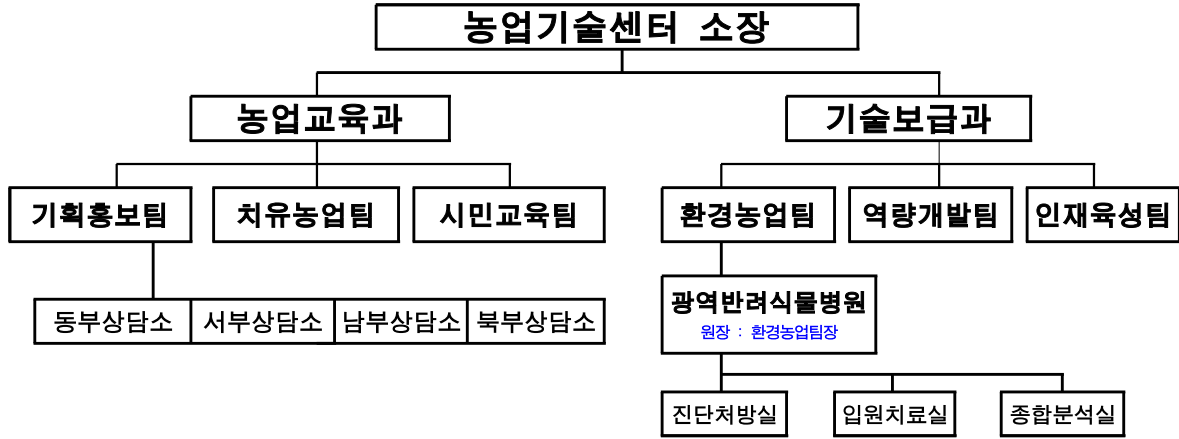 농업기술센터 소장
농업교육과
기술보급과
기획홍보팀
치유농업팀
시민교육팀
환경농업팀
역량개발팀
인재육성팀
동부상담소
서부상담소
남부상담소
북부상담소
광역반려식물병원
원장 : 환경농업팀장
진단처방실
입원치료실
종합분석실